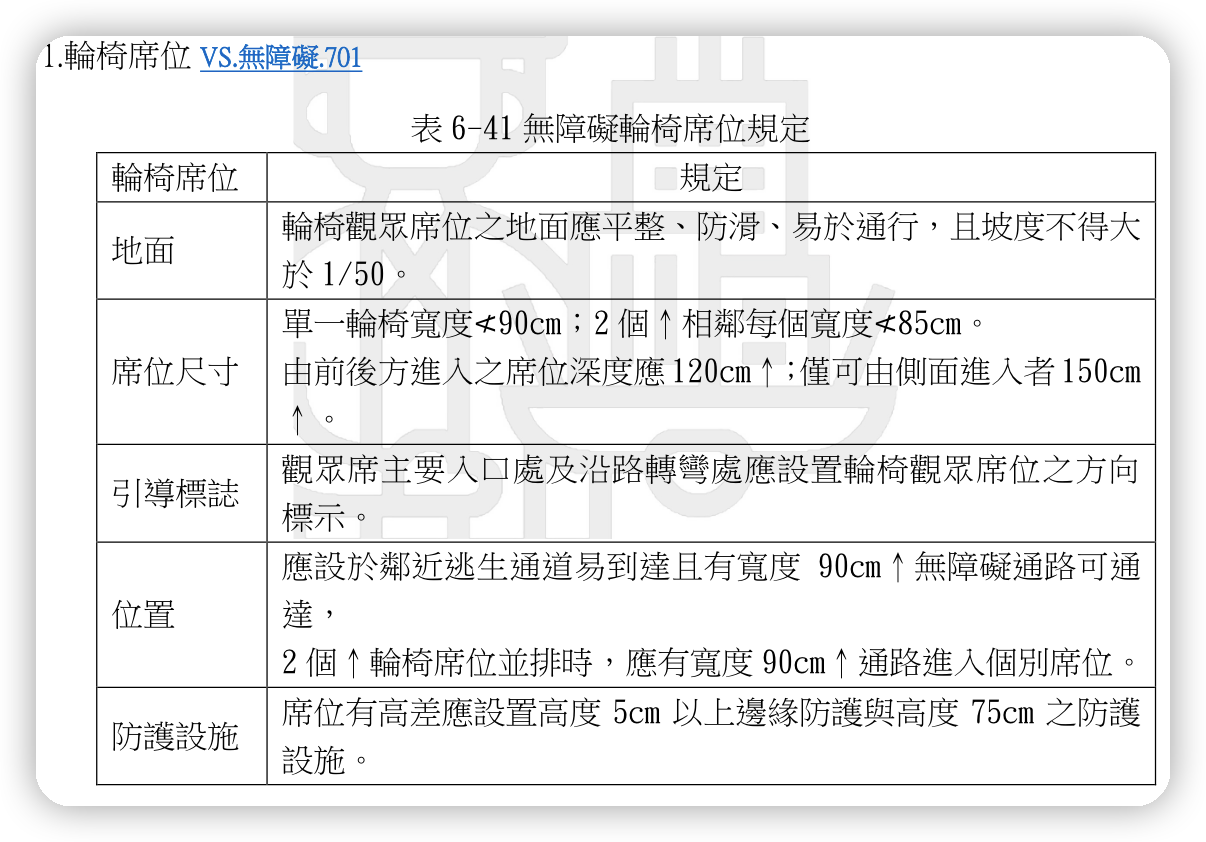 1.輪椅席位 VS.無障礙.701
表 6-41 無障礙輪椅席位規定
輪椅席位 規定
地面
輪椅觀眾席位之地面應平整、防滑、易於通行，且坡度不得大
於 1/50。
席位尺寸
單一輪椅寬度≮90cm；2 個↑相鄰每個寬度≮85cm。
由前後方進入之席位深度應120cm↑;僅可由側面進入者150cm
↑。
引導標誌
觀眾席主要入口處及沿路轉彎處應設置輪椅觀眾席位之方向
標示。
位置
應設於鄰近逃生通道易到達且有寬度 90cm↑無障礙通路可通
達，
2 個↑輪椅席位並排時，應有寬度 90cm↑通路進入個別席位。
防護設施
席位有高差應設置高度 5cm 以上邊緣防護與高度 75cm 之防護
設施。